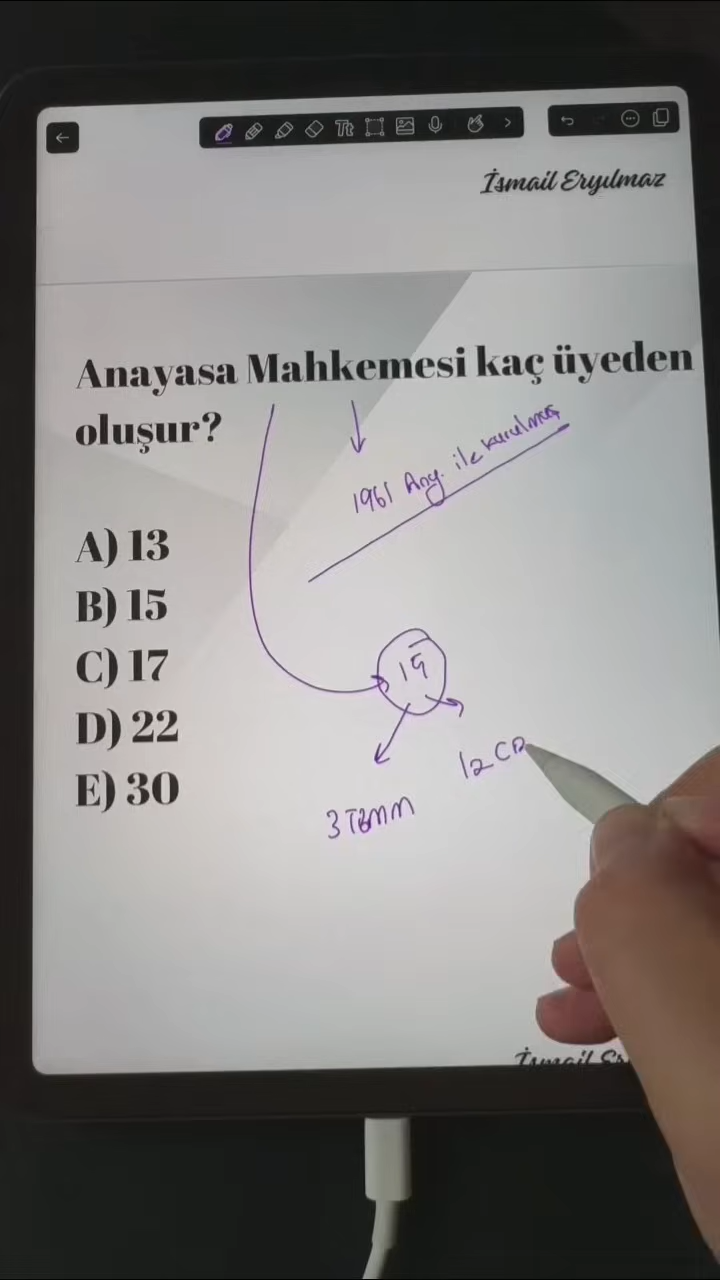 İsmail Eryılmaz
Anayasa Mahkemesi kaç üyeden
oluşur?
1961 Any. ile kurulmuş
A) 13
B) 15
C) 17
D) 22
E) 30
15
12 CB
3 TBMM